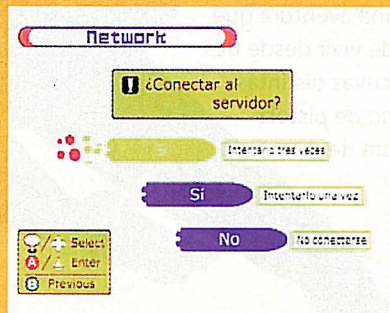 Network
! ¿Conectar al
servidor?
Intentarlo tres veces
Sí Intentarlo una vez
No No conectarse
/ Select
A / Enter
B Previous